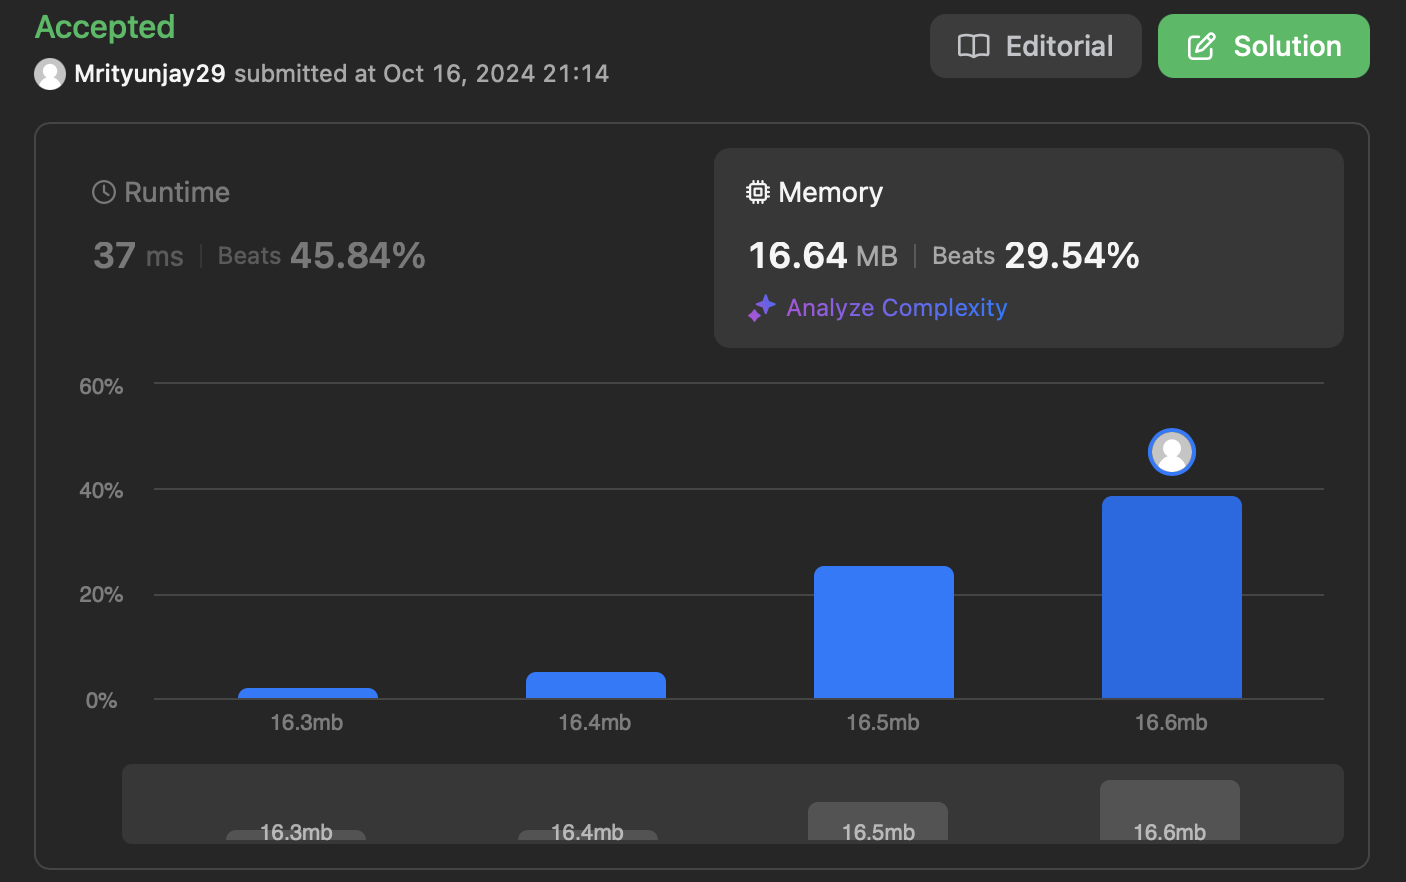 Accepted
Editorial
Solution
Mrityunjay29 submitted at Oct 16, 2024 21:14
Runtime
37 ms | Beats 45.84%
Memory
16.64 MB | Beats 29.54%
Analyze Complexity
60%
40%
20%
0%
16.3mb 16.4mb 16.5mb 16.6mb
16.3mb 16.4mb 16.5mb 16.6mb